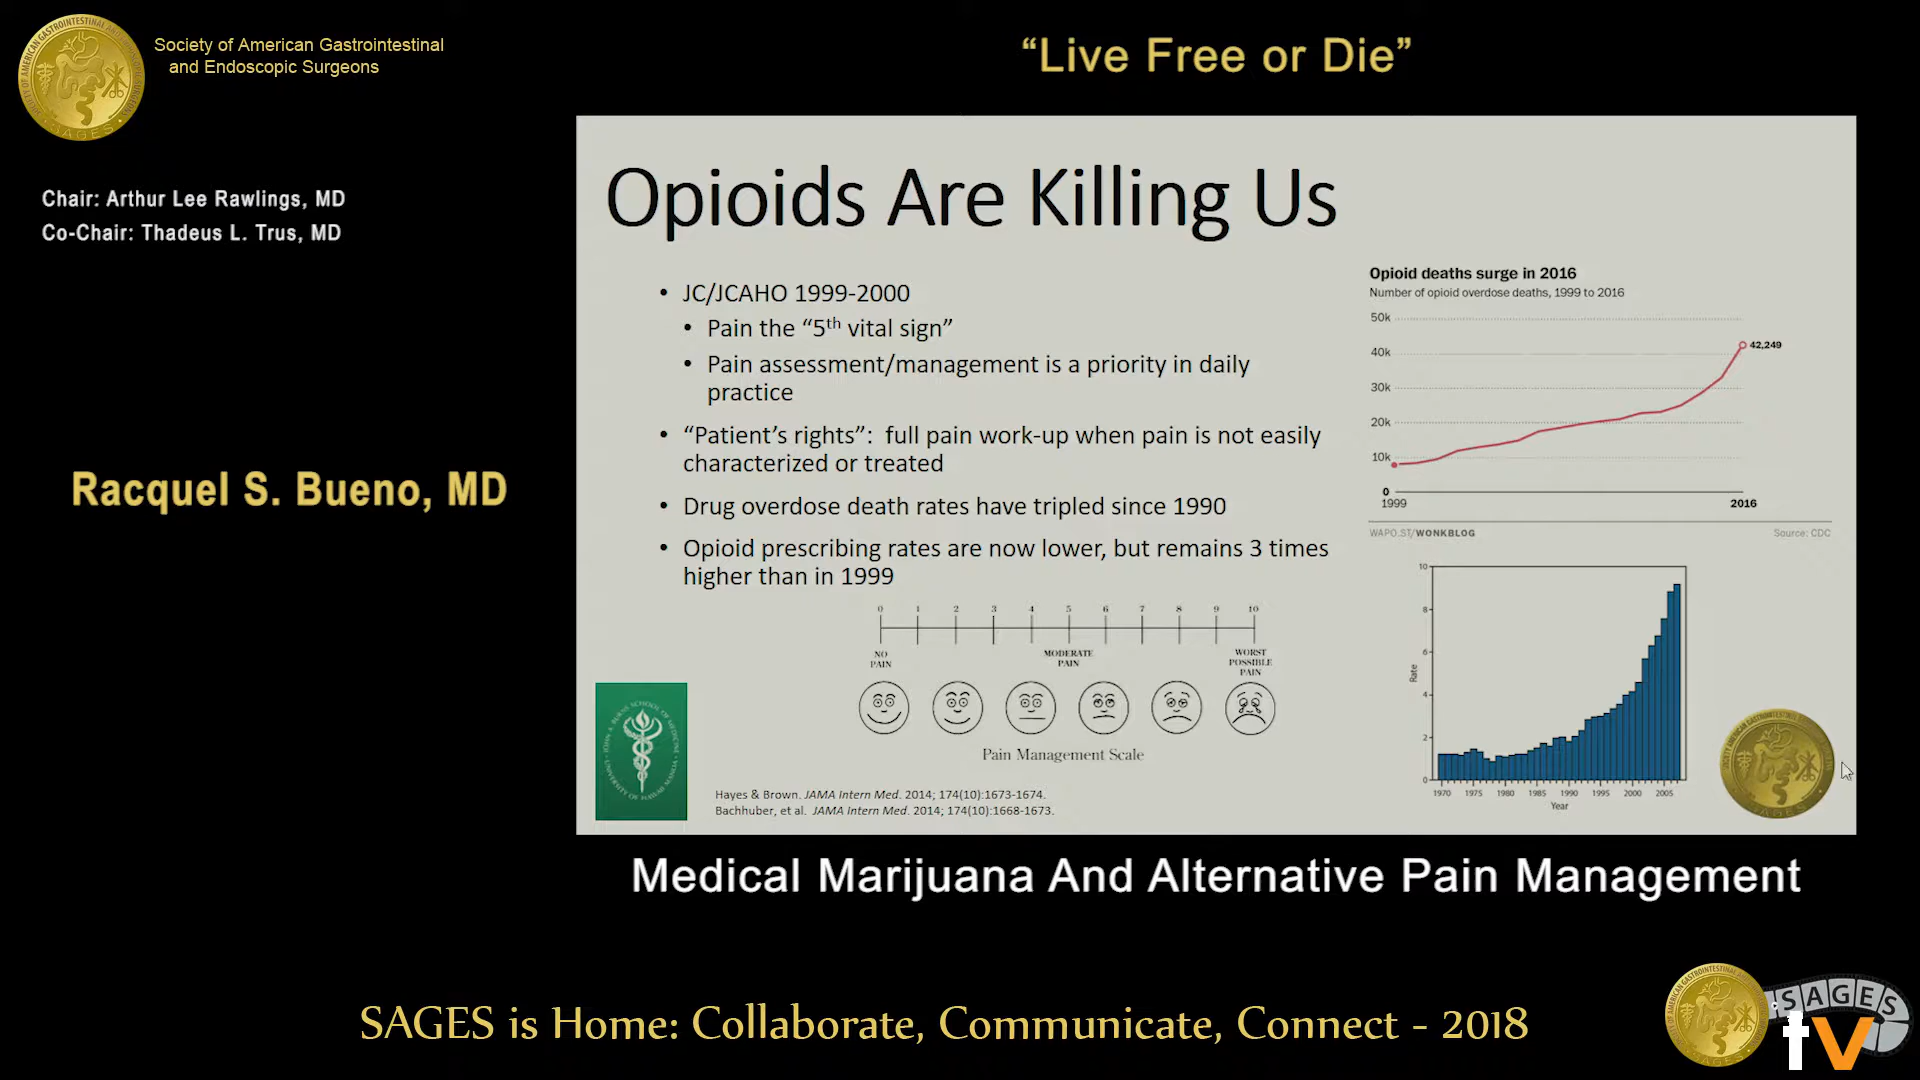 Society of American Gastrointestinal
and Endoscopic Surgeons
“Live Free or Die”
Chair: Arthur Lee Rawlings, MD
Co-Chair: Thadeus L. Trus, MD
Racquel S. Bueno, MD
Opioids Are Killing Us
• JC/JCAHO 1999-2000
• Pain the “5th vital sign”
• Pain assessment/management is a priority in daily
practice
• “Patient’s rights”: full pain work-up when pain is not easily
characterized or treated
• Drug overdose death rates have tripled since 1990
• Opioid prescribing rates are now lower, but remains 3 times
higher than in 1999
Opioid deaths surge in 2016
Number of opioid overdose deaths, 1999 to 2016
50k
40k
42,249
30k
20k
10k
0
1999 2016
WAPO.ST/WONKBLOG Source: CDC
0 1 2 3 4 5 6 7 8 9 10
NO
PAIN
MODERATE
PAIN
WORST
POSSIBLE
PAIN
Pain Management Scale
10
8
6
4
2
0
Rate
1970 1975 1980 1985 1990 1995 2000 2005
Year
Hayes & Brown. JAMA Intern Med. 2014; 174(10):1673-1674.
Bachhuber, et al. JAMA Intern Med. 2014; 174(10):1668-1673.
Medical Marijuana And Alternative Pain Management
SAGES is Home: Collaborate, Communicate, Connect - 2018
SAGES
tv